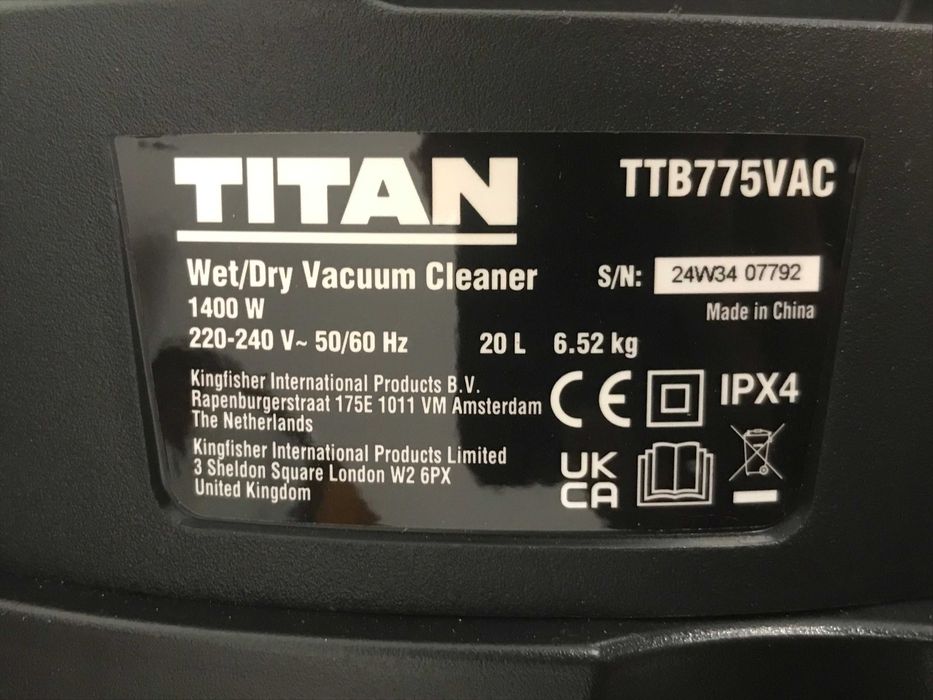 TITAN
TTB775VAC
Wet/Dry Vacuum Cleaner
S/N: 24W34 07792
1400 W
Made in China
220-240 V~ 50/60 Hz 20 L 6.52 kg
Kingfisher International Products B.V.
Rapenburgerstraat 175E 1011 VM Amsterdam
The Netherlands
CE
IPX4
Kingfisher International Products Limited
3 Sheldon Square London W2 6PX
United Kingdom
UK
CA